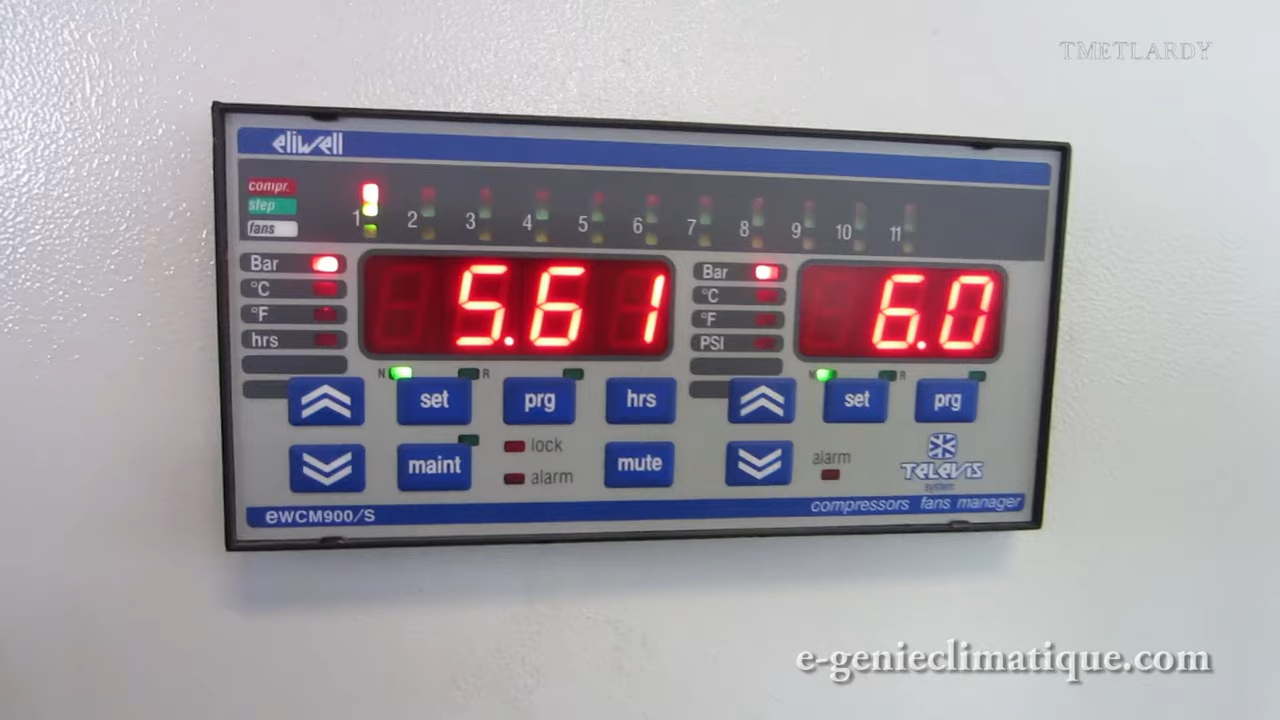 TMETLARDY
eliwell
compr.
step
fans
1 2 3 4 5 6 7 8 9 10 11
Bar
°C
°F
hrs
5.61
Bar
°C
°F
PSI
6.0
N R
N R
set prg hrs
set prg
maint
lock
alarm
mute
alarm
TELEVIS
system
eWCM900/S
compressors fans manager
e-genieclimatique.com